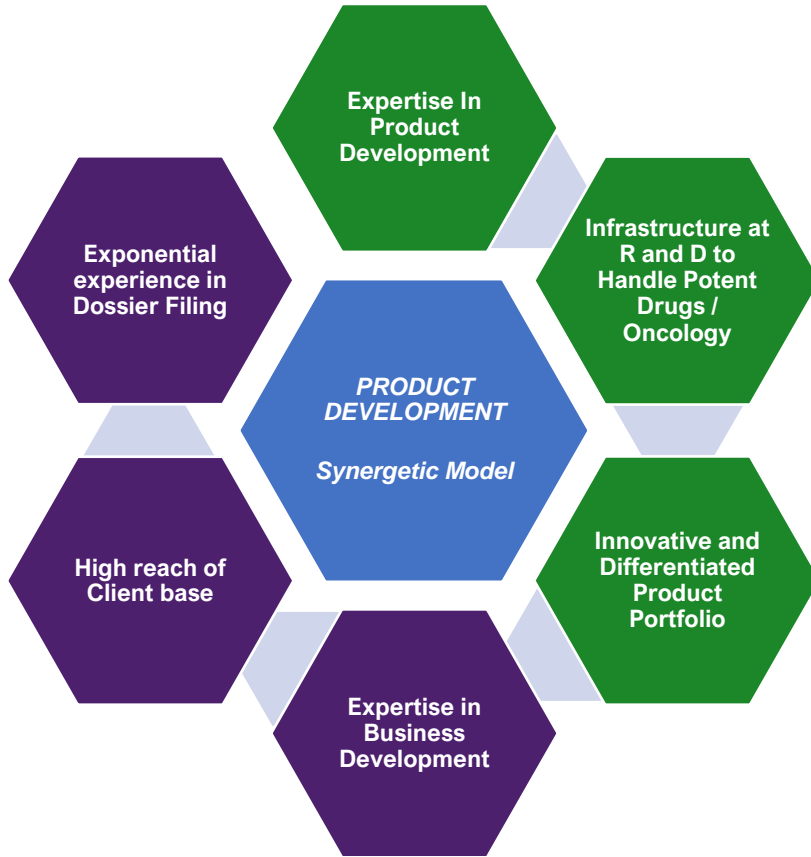 Expertise In
Product
Development
Infrastructure at
R and D to
Handle Potent
Drugs /
Oncology
Innovative and
Differentiated
Product
Portfolio
Expertise in
Business
Development
High reach of
Client base
Exponential
experience in
Dossier Filing
PRODUCT
DEVELOPMENT
Synergetic Model